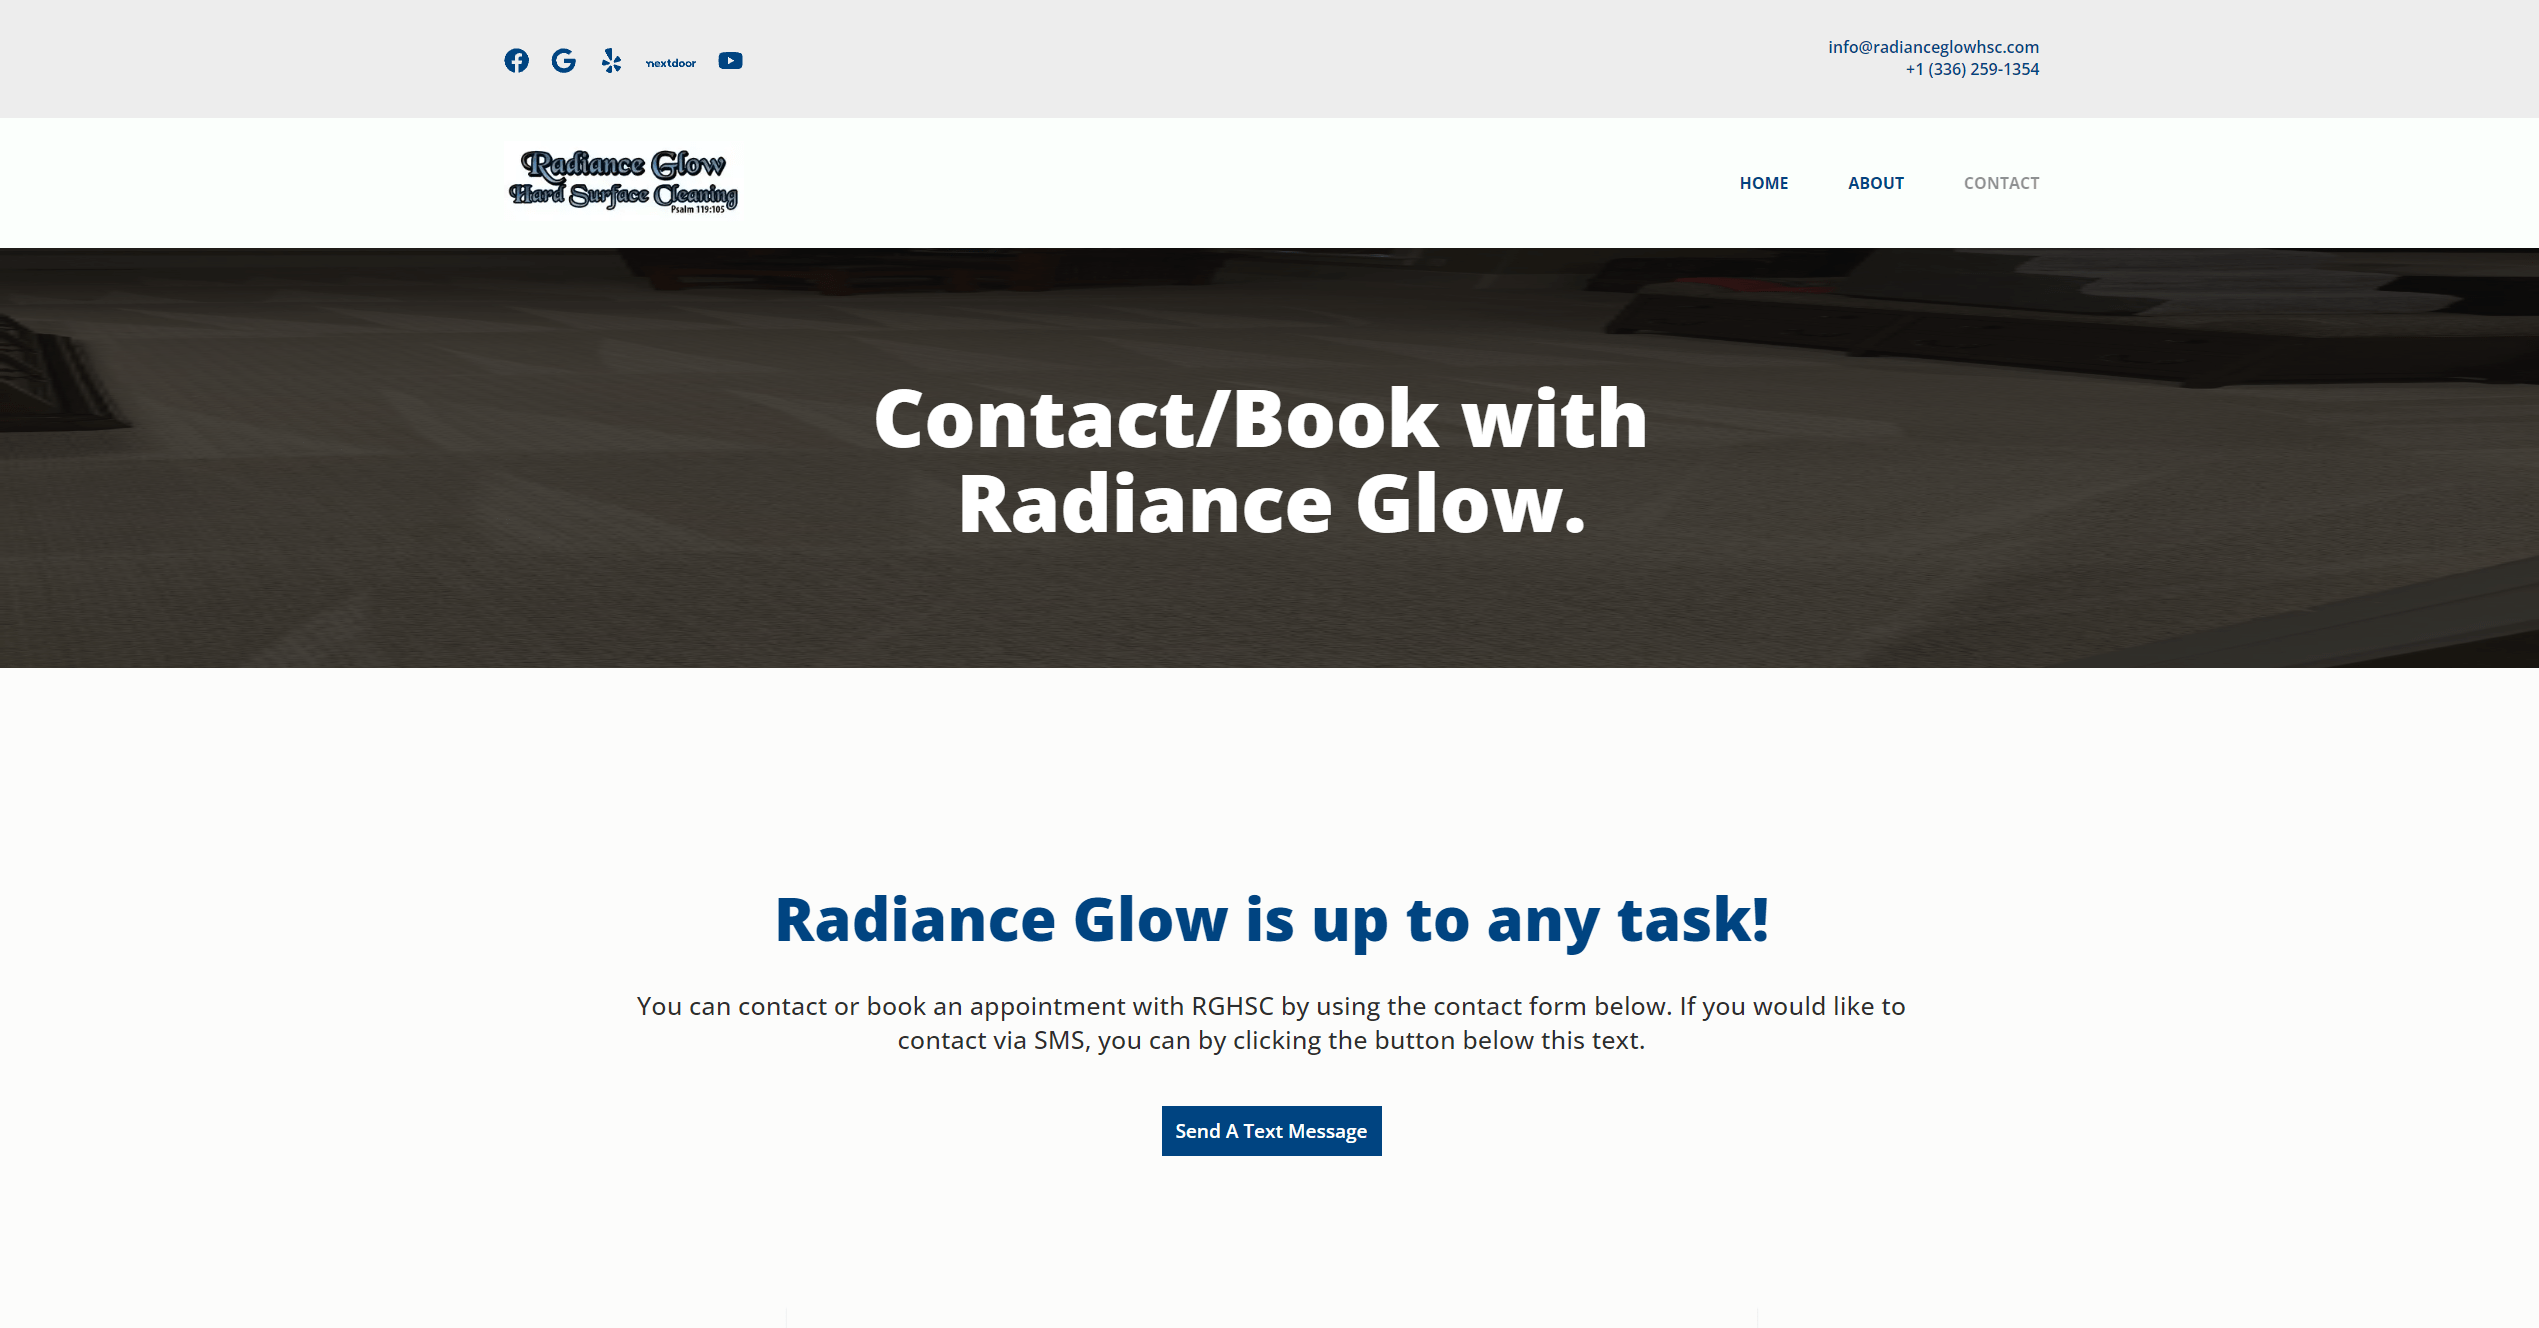 nextdoor
info@radianceglowhsc.com
+1 (336) 259-1354
Radiance Glow
Hard Surface Cleaning
Psalm 119:105
HOME ABOUT CONTACT
Contact/Book with
Radiance Glow.
Radiance Glow is up to any task!
You can contact or book an appointment with RGHSC by using the contact form below. If you would like to
contact via SMS, you can by clicking the button below this text.
Send A Text Message